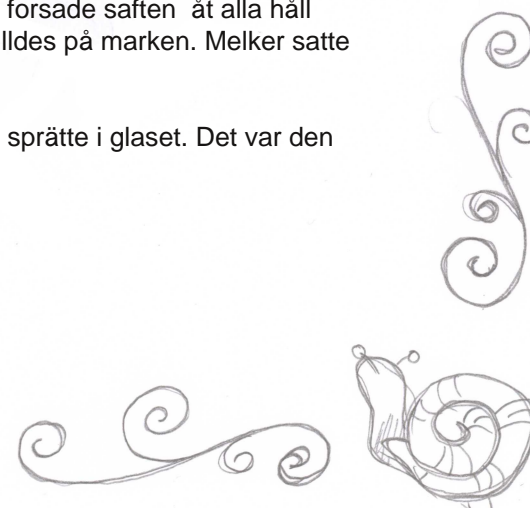 forsade saften  åt alla håll
lldes på marken. Melker satte
sprätte i glaset. Det var den